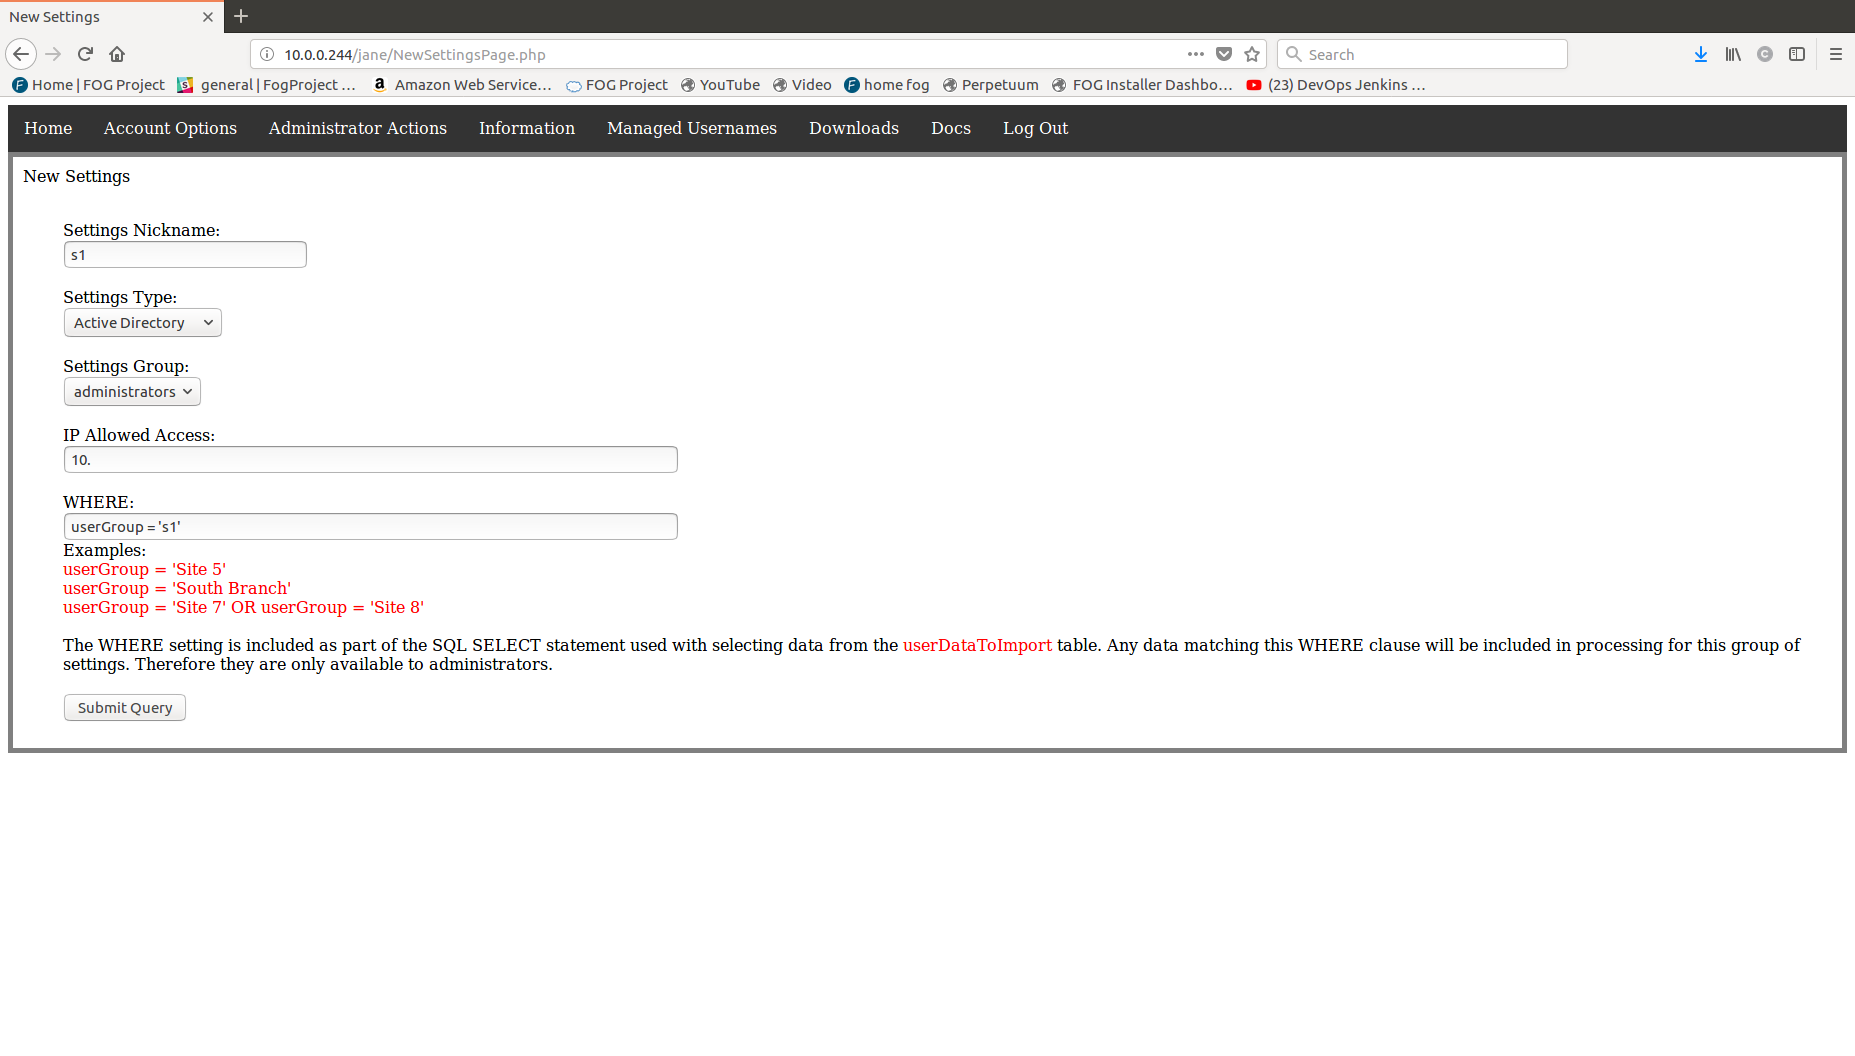 New Settings
10.0.0.244/jane/NewSettingsPage.php
Search
Home | FOG Project general | FogProject ... Amazon Web Service... FOG Project YouTube Video home fog Perpetuum FOG Installer Dashbo... (23) DevOps Jenkins ...
Home Account Options Administrator Actions Information Managed Usernames Downloads Docs Log Out
New Settings
Settings Nickname:
s1
Settings Type:
Active Directory
Settings Group:
administrators
IP Allowed Access:
10.
WHERE:
userGroup = 's1'
Examples:
userGroup = 'Site 5'
userGroup = 'South Branch'
userGroup = 'Site 7' OR userGroup = 'Site 8'
The WHERE setting is included as part of the SQL SELECT statement used with selecting data from the userDataToImport table. Any data matching this WHERE clause will be included in processing for this group of
settings. Therefore they are only available to administrators.
Submit Query